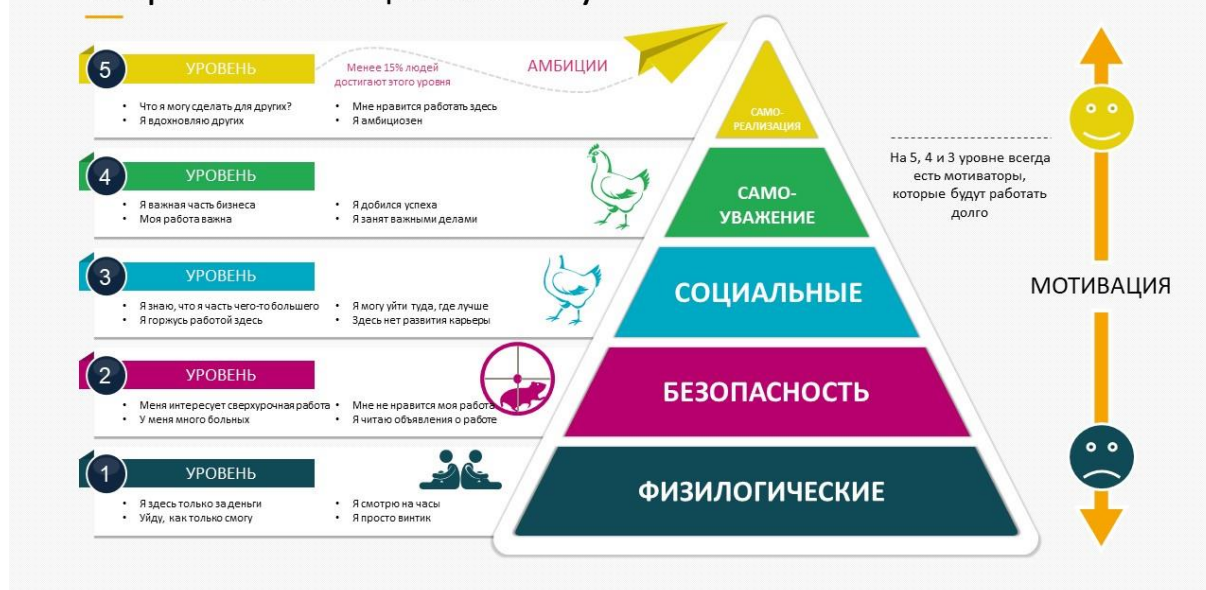 5
УРОВЕНЬ
Менее 15% людей
достигают этого уровня
АМБИЦИИ
• Что я могу сделать для других?
• Я вдохновляю других
• Мне нравится работать здесь
• Я амбициозен
САМО-
РЕАЛИЗАЦИЯ
4
УРОВЕНЬ
• Я важная часть бизнеса
• Моя работа важна
• Я добился успеха
• Я занят важными делами
САМО-
УВАЖЕНИЕ
На 5, 4 и 3 уровне всегда
есть мотиваторы,
которые будут работать
долго
3
УРОВЕНЬ
• Я знаю, что я часть чего-то большего
• Я горжусь работой здесь
• Я могу уйти туда, где лучше
• Здесь нет развития карьеры
СОЦИАЛЬНЫЕ
МОТИВАЦИЯ
2
УРОВЕНЬ
• Меня интересует сверхурочная работа
• У меня много больных
• Мне не нравится моя работа
• Я читаю объявления о работе
БЕЗОПАСНОСТЬ
1
УРОВЕНЬ
• Я здесь только за деньги
• Уйду, как только смогу
• Я смотрю на часы
• Я просто винтик
ФИЗИЛОГИЧЕСКИЕ